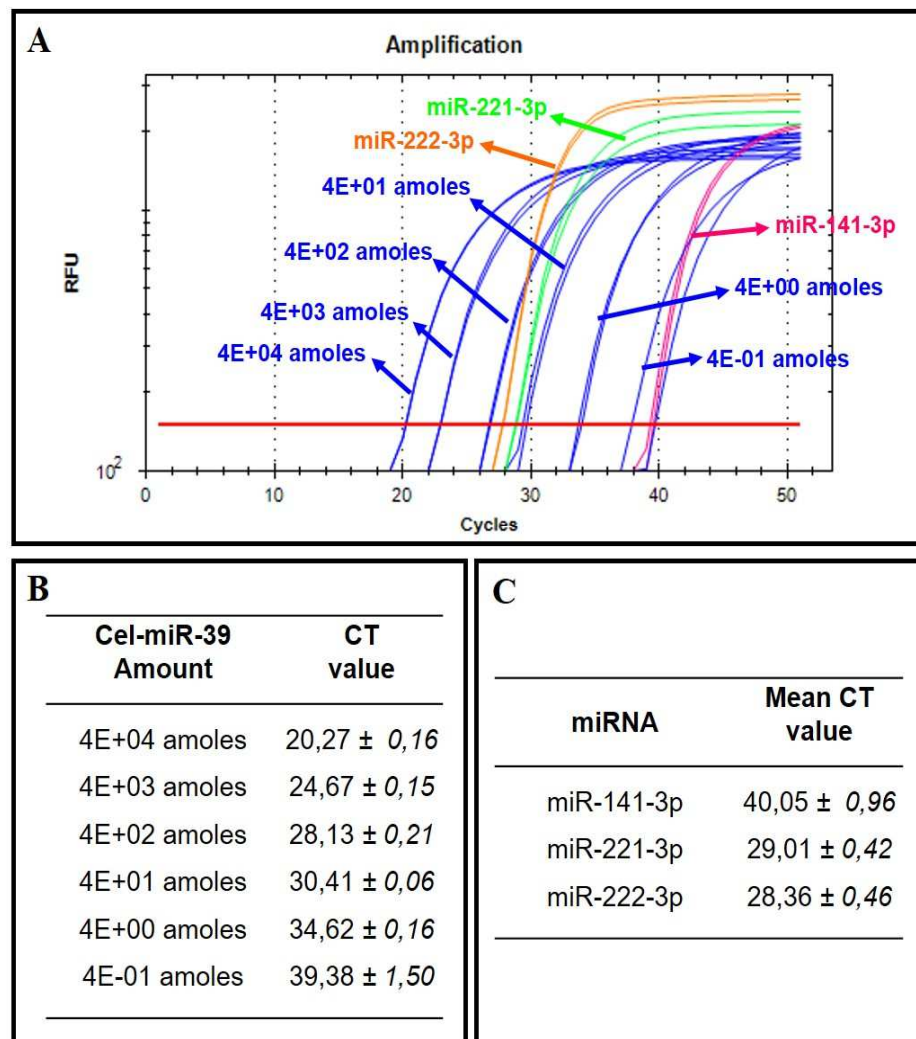 A
Amplification
miR-221-3p
miR-222-3p
4E+01 amoles
miR-141-3p
4E+02 amoles
4E+00 amoles
4E+03 amoles
4E-01 amoles
4E+04 amoles
RFU
10²
0 10 20 30 40 50
Cycles
B
Cel-miR-39 CT
Amount value
4E+04 amoles 20,27 ± 0,16
4E+03 amoles 24,67 ± 0,15
4E+02 amoles 28,13 ± 0,21
4E+01 amoles 30,41 ± 0,06
4E+00 amoles 34,62 ± 0,16
4E-01 amoles 39,38 ± 1,50
C
miRNA Mean CT
value
miR-141-3p 40,05 ± 0,96
miR-221-3p 29,01 ± 0,42
miR-222-3p 28,36 ± 0,46